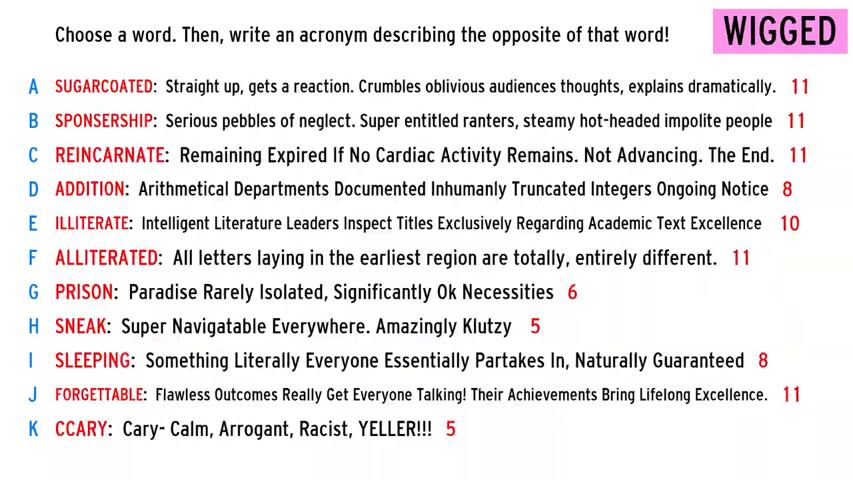 Choose a word. Then, write an acronym describing the opposite of that word!
WIGGED
A SUGARCOATED: Straight up, gets a reaction. Crumbles oblivious audiences thoughts, explains dramatically. 11
B SPONSERSHIP: Serious pebbles of neglect. Super entitled ranters, steamy hot-headed impolite people 11
C REINCARNATE: Remaining Expired If No Cardiac Activity Remains. Not Advancing. The End. 11
D ADDITION: Arithmetical Departments Documented Inhumanly Truncated Integers Ongoing Notice 8
E ILLITERATE: Intelligent Literature Leaders Inspect Titles Exclusively Regarding Academic Text Excellence 10
F ALLITERATED: All letters laying in the earliest region are totally, entirely different. 11
G PRISON: Paradise Rarely Isolated, Significantly Ok Necessities 6
H SNEAK: Super Navigatable Everywhere. Amazingly Klutzy 5
I SLEEPING: Something Literally Everyone Essentially Partakes In, Naturally Guaranteed 8
J FORGETTABLE: Flawless Outcomes Really Get Everyone Talking! Their Achievements Bring Lifelong Excellence. 11
K CCARY: Cary- Calm, Arrogant, Racist, YELLER!!! 5